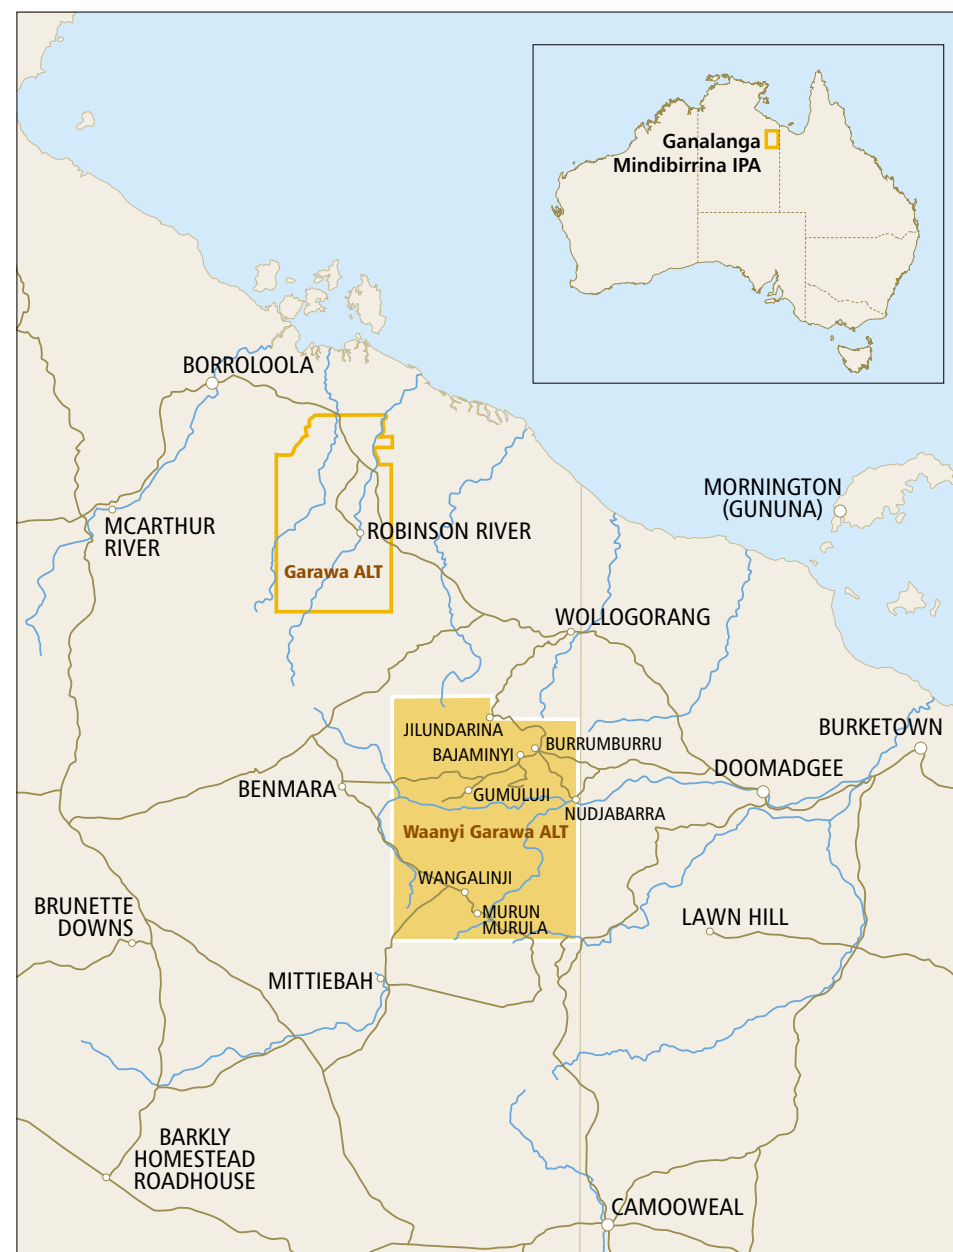 Ganalanga
Mindibirrina IPA
BORROLOOLA
MORNINGTON
(GUNUNA)
MCARTHUR
RIVER
ROBINSON RIVER
Garawa ALT
WOLLOGORANG
JILUNDARINA
BURRUMBURRU
BURKETOWN
BAJAMINYI
DOOMADGEE
BENMARA
GUMULUJI
NUDJABARRA
Waanyi Garawa ALT
WANGALINJI
BRUNETTE
DOWNS
MURUN
MURULA
LAWN HILL
MITTIEBAH
BARKLY
HOMESTEAD
ROADHOUSE
CAMOOWEAL